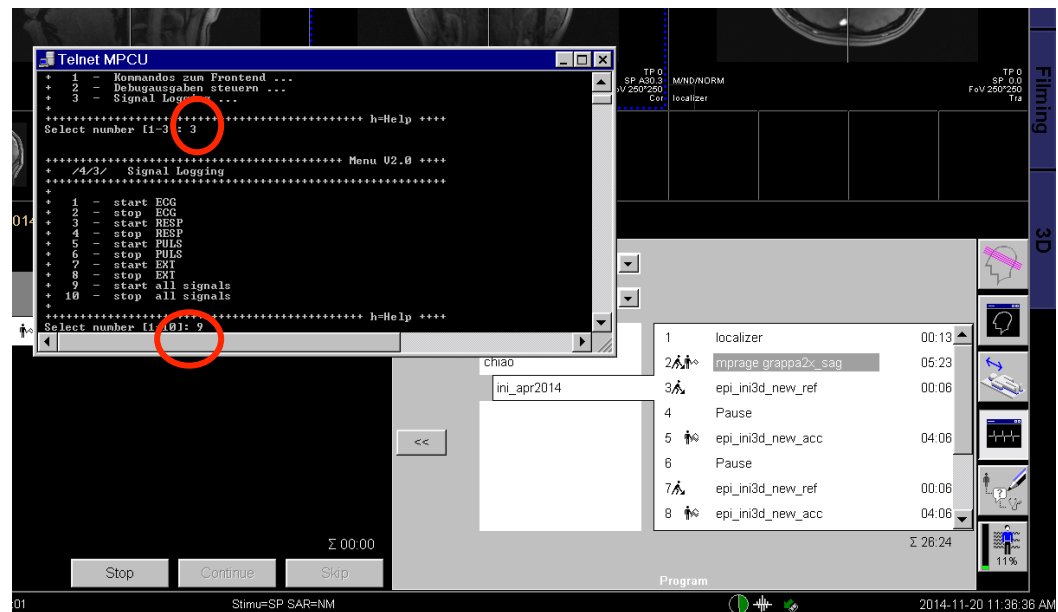 Telnet MPCU
+ 1 - Kommandos zum Frontend ...
+ 2 - Debugausgaben steuern ...
+ 3 - Signal Logging ...
++++++++++++++++++++++++++++++++++++++++++++ h=Help ++++
Select number [1-3]: 3
++++++++++++++++++++++++++++++++++++++++ Menu V2.0 ++++
+ /4/3/ Signal Logging
+++++++++++++++++++++++++++++++++++++++++++++++++++++++
+
+ 1 - start ECG
+ 2 - stop ECG
+ 3 - start RESP
+ 4 - stop RESP
+ 5 - start PULS
+ 6 - stop PULS
+ 7 - start EXT
+ 8 - stop EXT
+ 9 - start all signals
+ 10 - stop all signals
+
++++++++++++++++++++++++++++++++++++++++++++ h=Help ++++
Select number [1-10]: 9
TP 0
SP A30.3
FoV 250*250
Cor
M/ND/NORM
localizer
TP 0
SP 0.0
FoV 250*250
Tra
Filming
3D
014
chiao
ini_apr2014
<<
1 localizer 00:13
2 mprage grappa2x_sag 05:23
3 epi_ini3d_new_ref 00:06
4 Pause
5 epi_ini3d_new_acc 04:06
6 Pause
7 epi_ini3d_new_ref 00:06
8 epi_ini3d_new_acc 04:06
Σ 00:00
Σ 26:24
11%
Stop Continue Skip
Program
:01
Stimu=SP SAR=NM
2014-11-20 11:36:36 AM